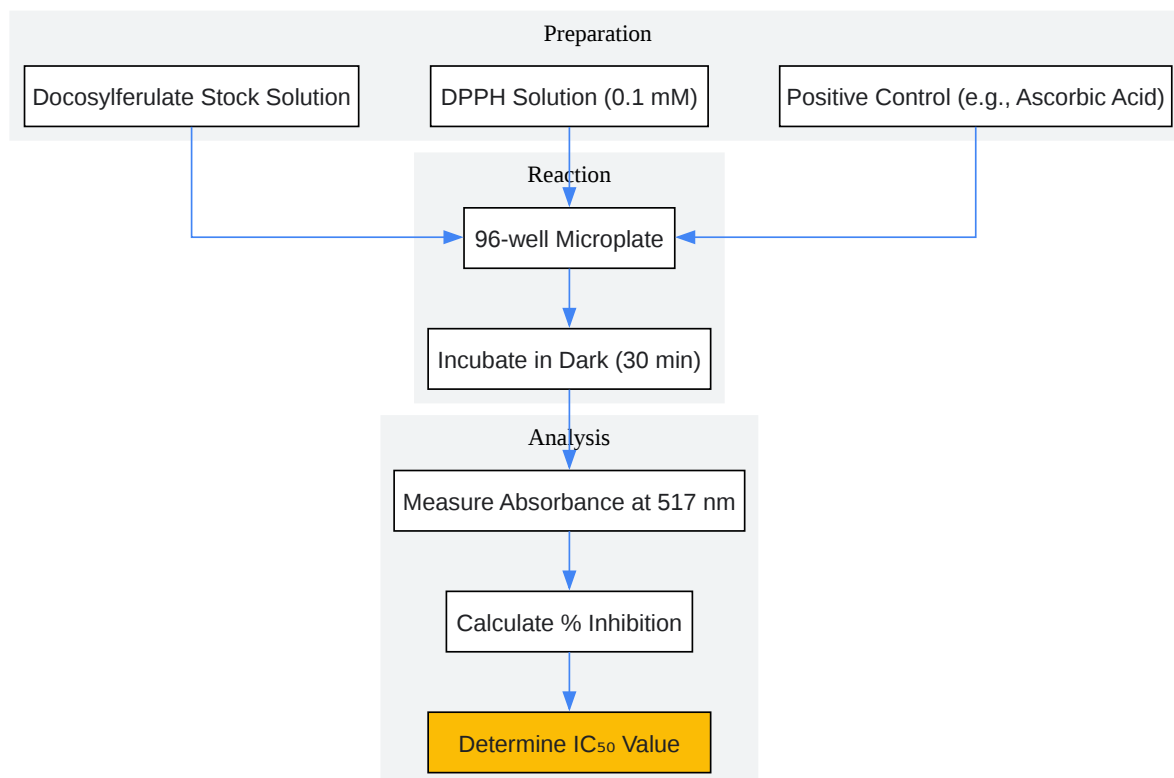 Preparation
Docosylferulate Stock Solution
DPPH Solution (0.1 mM)
Positive Control (e.g., Ascorbic Acid)
Reaction
96-well Microplate
Incubate in Dark (30 min)
Analysis
Measure Absorbance at 517 nm
Calculate % Inhibition
Determine IC₅₀ Value